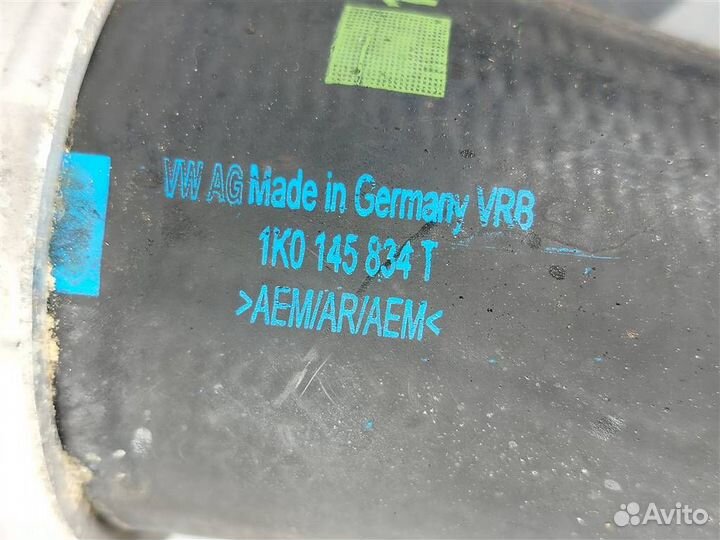 VW AG Made in Germany VRB
1K0 145 834 T
>AEM/AR/AEM<
Avito